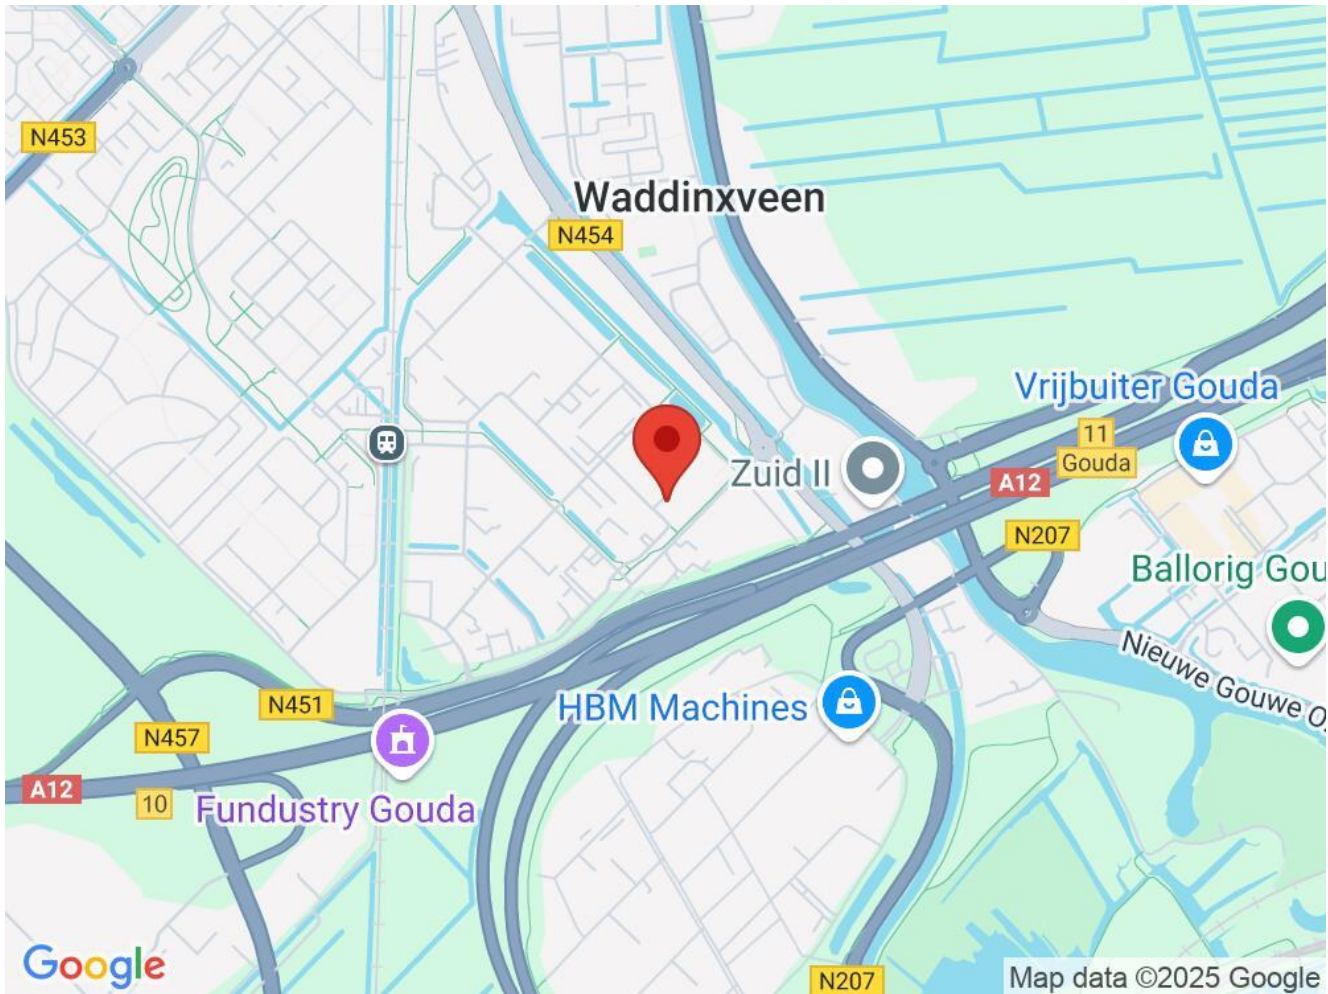 N453
Waddinxveen
N454
Vrijbuiter Gouda
11
Gouda
Zuid II
A12
N207
Ballorig Gou
Nieuwe Gouwe O
N451
HBM Machines
N457
A12
10
Fundustry Gouda
Google
N207
Map data ©2025 Google